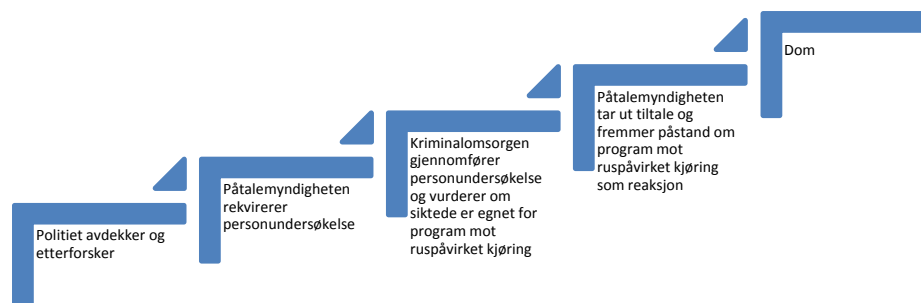 Politiet avdekker og
etterforsker
Påtalemyndigheten
rekvirerer
personundersøkelse
Kriminalomsorgen
gjennomfører
personundersøkelse
og vurderer om
siktede er egnet for
program mot
ruspåvirket kjøring
Påtalemyndigheten
tar ut tiltale og
fremmer påstand om
program mot
ruspåvirket kjøring
som reaksjon
Dom